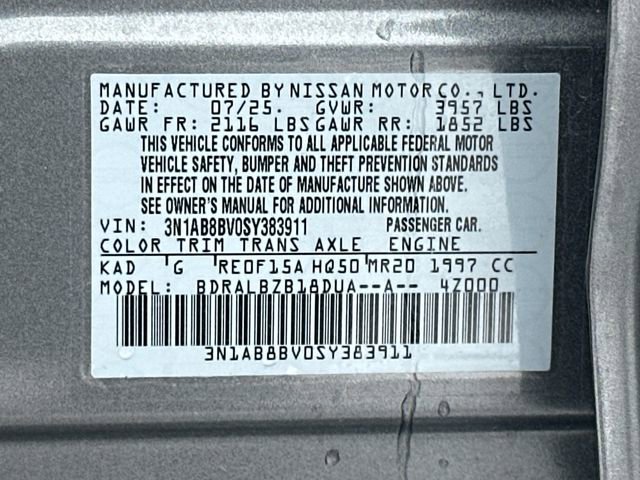 MANUFACTURED BY NISSAN MOTOR CO., LTD.
DATE: 07/25. GVWR: 3957 LBS
GAWR FR: 2116 LBS GAWR RR: 1852 LBS
THIS VEHICLE CONFORMS TO ALL APPLICABLE FEDERAL MOTOR
VEHICLE SAFETY, BUMPER AND THEFT PREVENTION STANDARDS
IN EFFECT ON THE DATE OF MANUFACTURE SHOWN ABOVE.
SEE OWNER'S MANUAL FOR ADDITIONAL INFORMATION.
VIN: 3N1AB8BV0SY383911 PASSENGER CAR.
COLOR TRIM TRANS AXLE ENGINE
KAD G RE0F15A HQ50 MR20 1997 CC
MODEL: BDRALBZB18DUA--A-- 4Z000
3N1AB8BV0SY383911